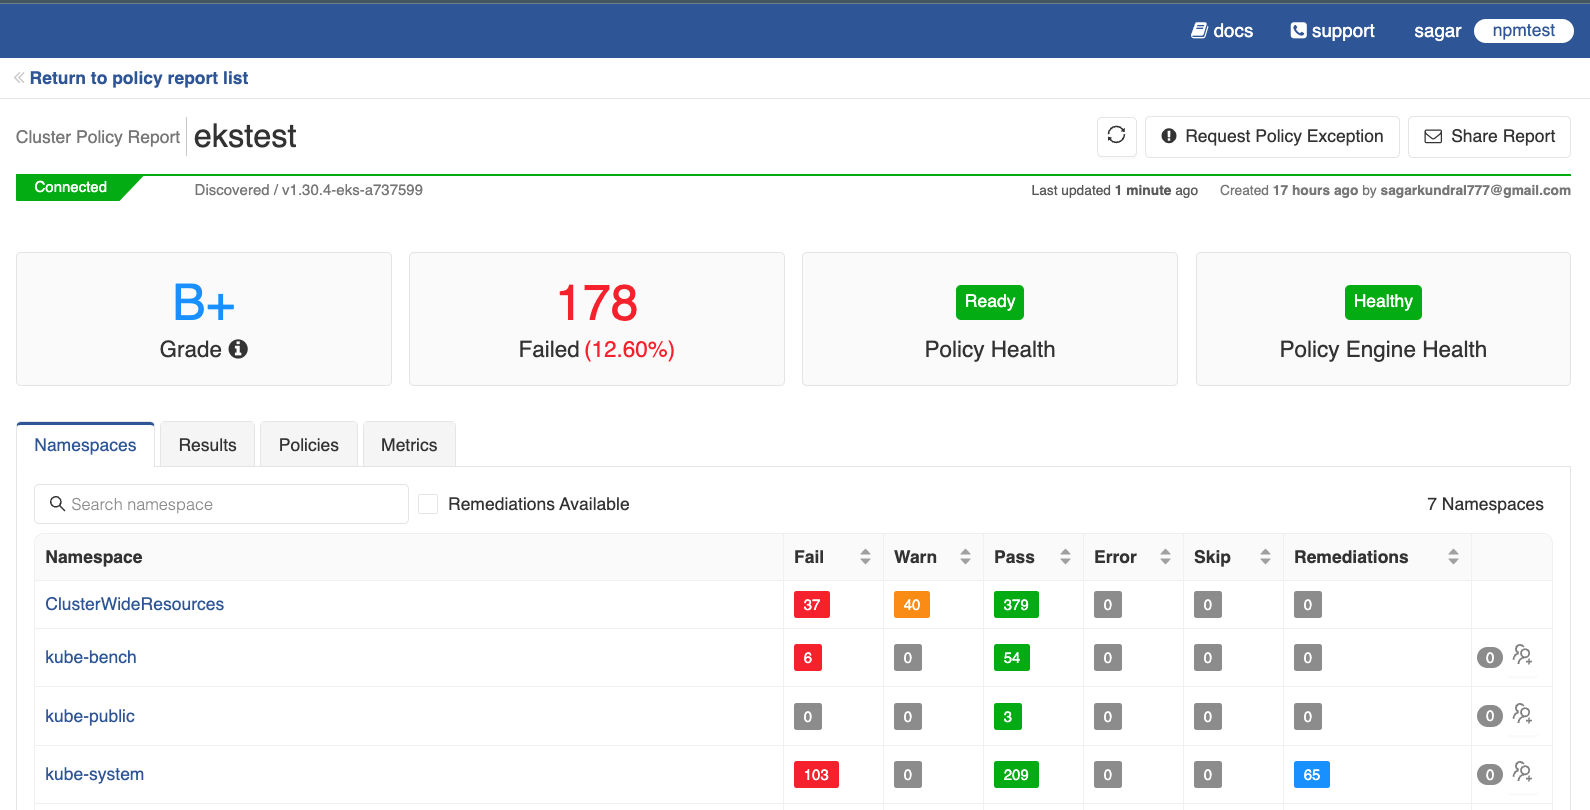 docs support sagar npmtest
« Return to policy report list
Cluster Policy Report ekstest Request Policy Exception Share Report
Connected Discovered / v1.30.4-eks-a737599 Last updated 1 minute ago Created 17 hours ago by sagarkundral777@gmail.com
B+ 178 Ready Healthy
Grade Failed (12.60%) Policy Health Policy Engine Health
Namespaces Results Policies Metrics
Search namespace Remediations Available 7 Namespaces
Namespace Fail Warn Pass Error Skip Remediations
ClusterWideResources 37 40 379 0 0 0
kube-bench 6 0 54 0 0 0 0
kube-public 0 0 3 0 0 0 0
kube-system 103 0 209 0 0 65 0